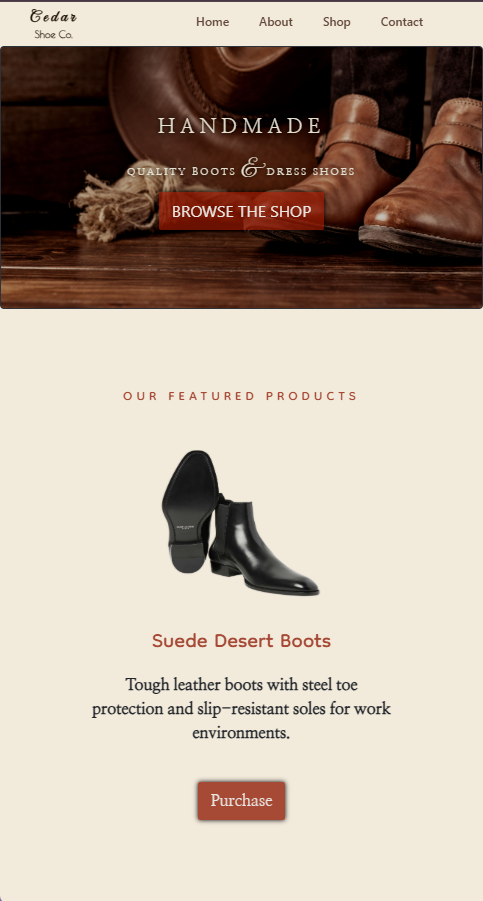 Cedar
Shoe Co.
Home About Shop Contact
HANDMADE
QUALITY BOOTS & DRESS SHOES
BROWSE THE SHOP
OUR FEATURED PRODUCTS
Suede Desert Boots
Tough leather boots with steel toe
protection and slip-resistant soles for work
environments.
Purchase